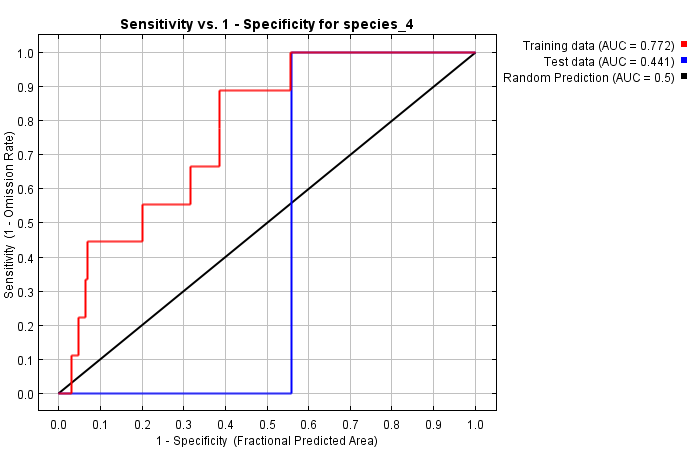 Sensitivity vs. 1 - Specificity for species_4
Training data (AUC = 0.772)
Test data (AUC = 0.441)
Random Prediction (AUC = 0.5)
Sensitivity (1 - Omission Rate)
1.0
0.9
0.8
0.7
0.6
0.5
0.4
0.3
0.2
0.1
0.0
0.0 0.1 0.2 0.3 0.4 0.5 0.6 0.7 0.8 0.9 1.0
1 - Specificity (Fractional Predicted Area)